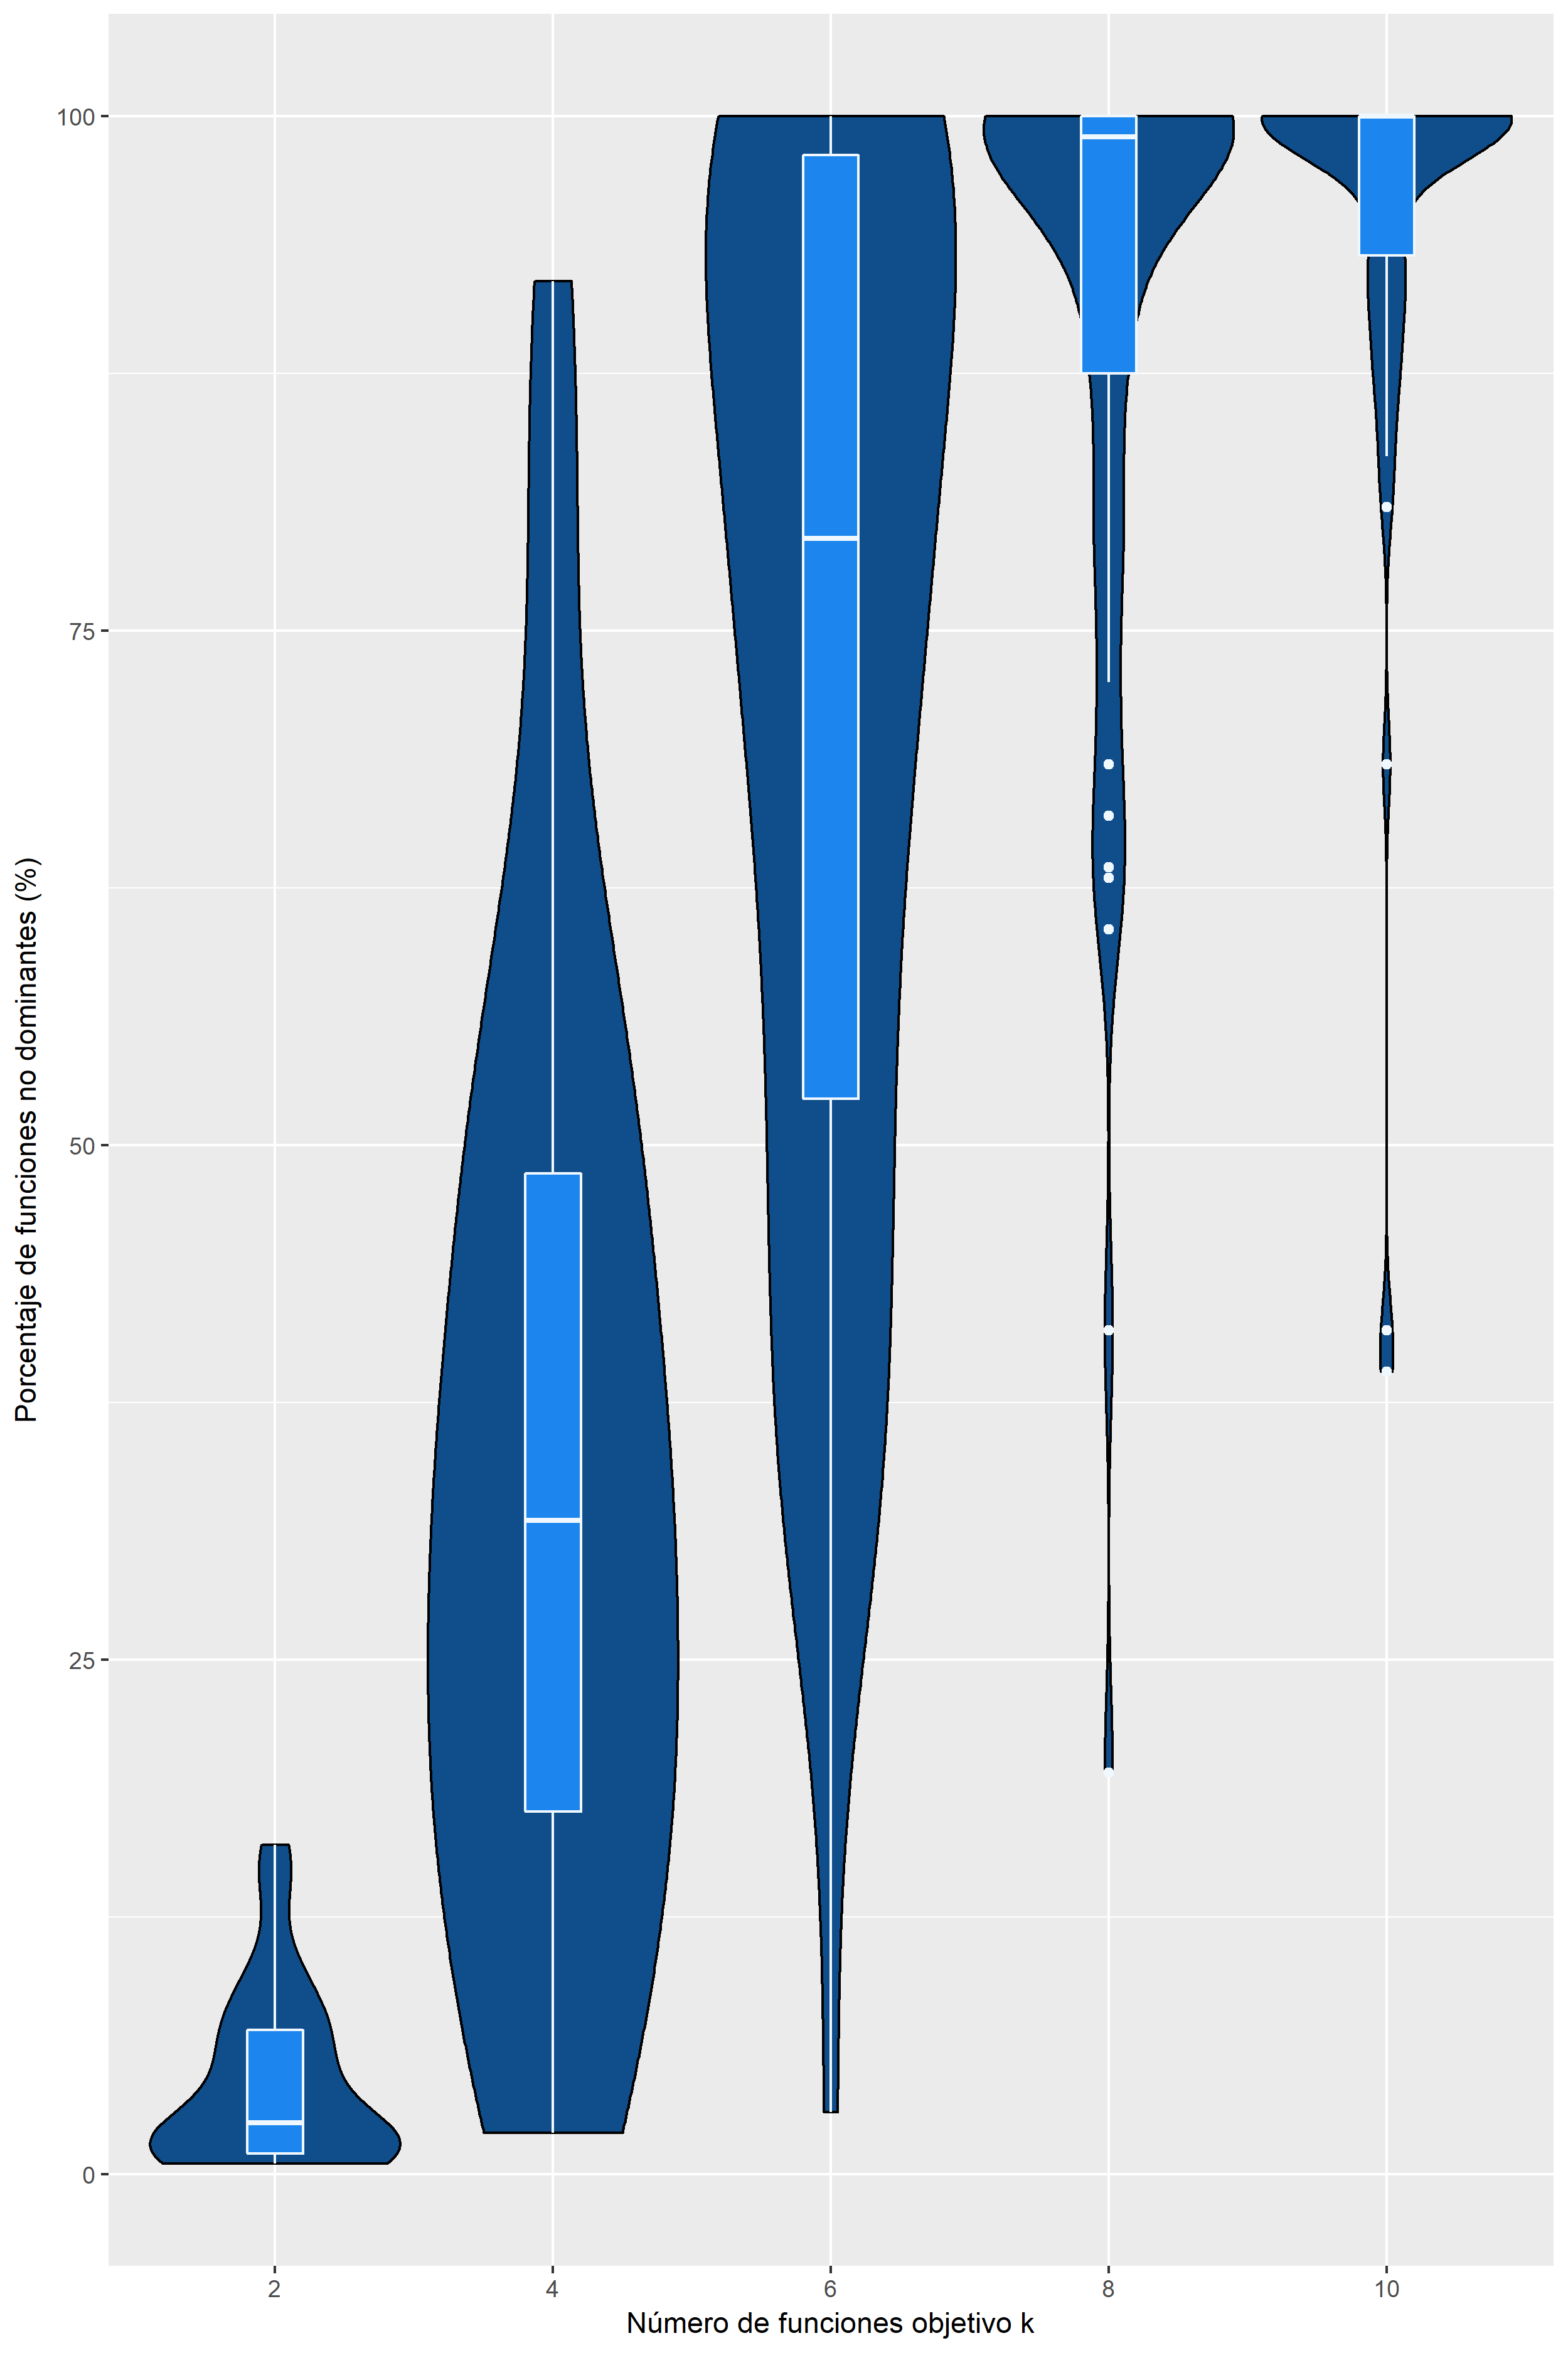 Porcentaje de funciones no dominantes (%)
100
75
50
25
0
2 4 6 8 10
Número de funciones objetivo k